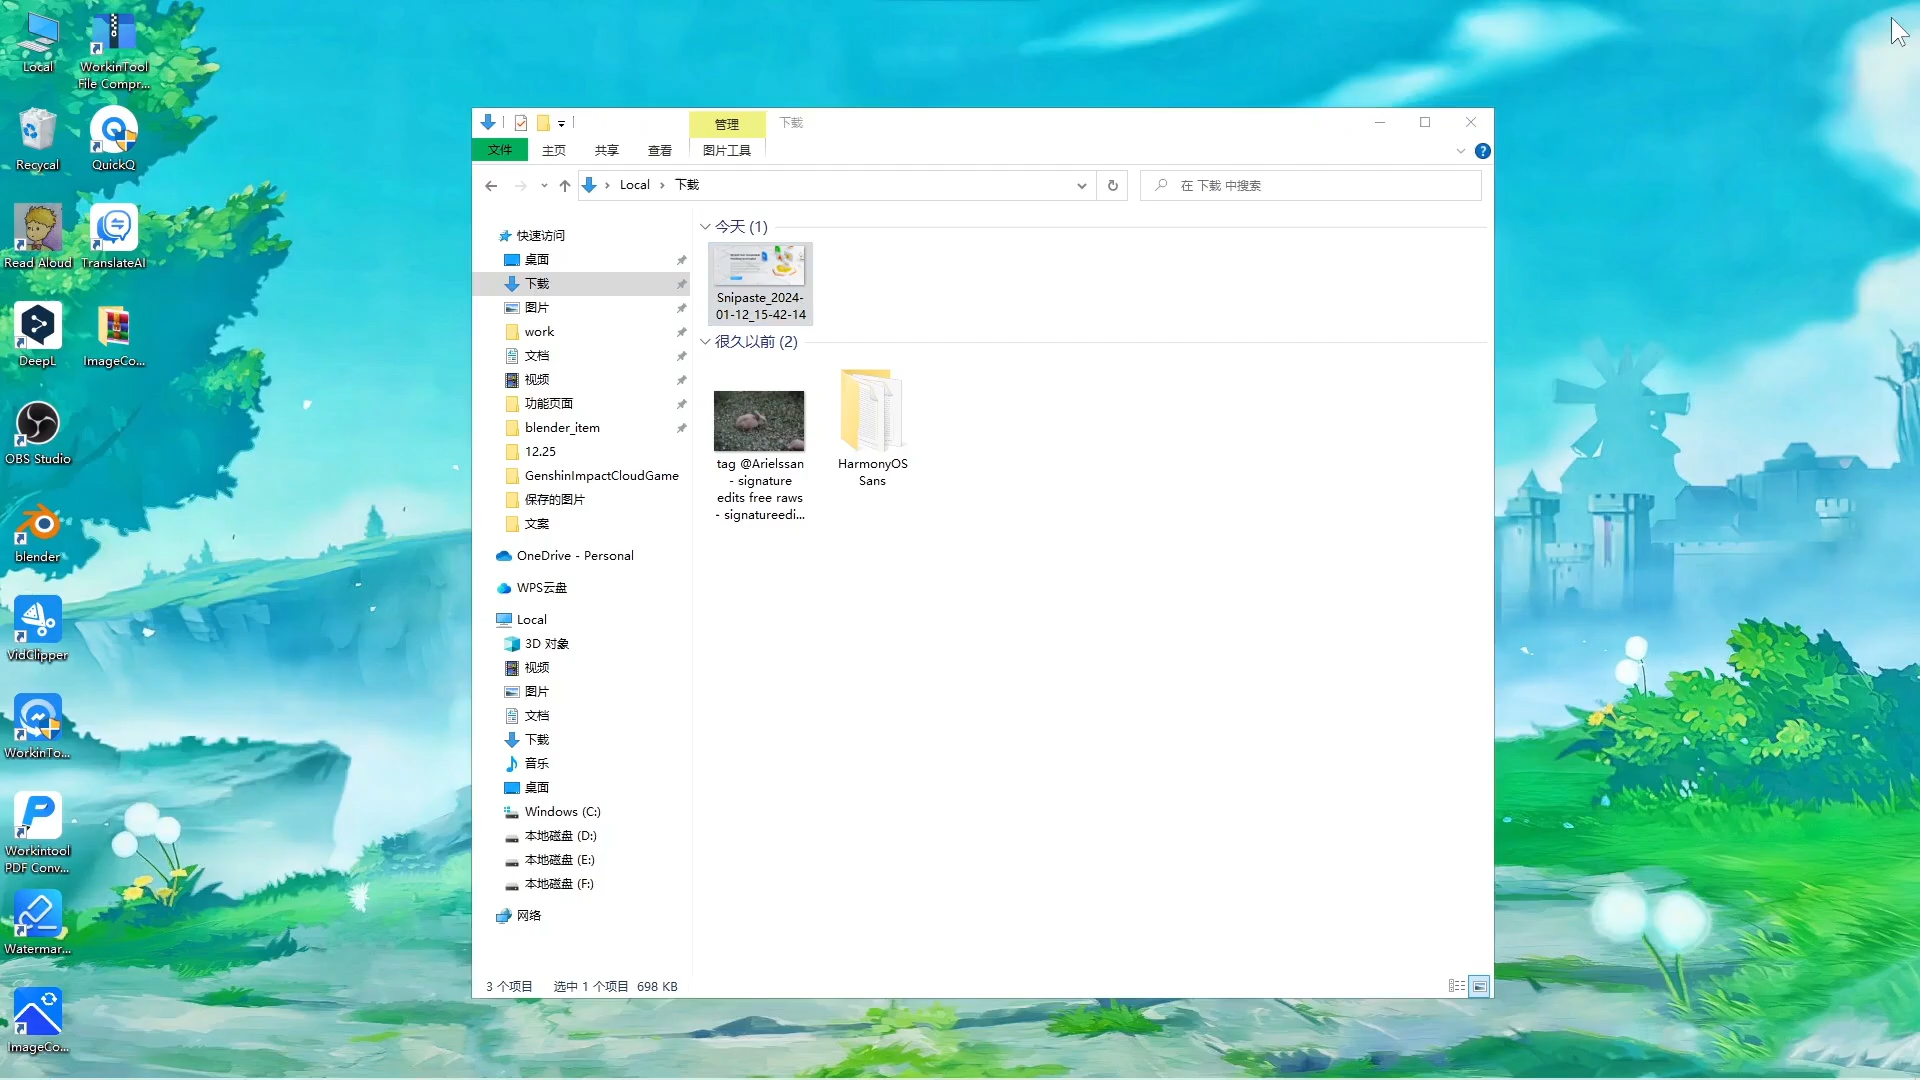 Local
WorkinTool
File Compr...
Recycal
QuickQ
Read Aloud
TranslateAI
DeepL
ImageCo...
OBS Studio
blender
VidClipper
WorkinTo...
Workintool
PDF Conv...
Watermar...
ImageCo...
管理
下载
文件
主页
共享
查看
图片工具
Local
下载
在 下载 中搜索
快速访问
桌面
下载
图片
work
文档
视频
功能页面
blender_item
12.25
GenshinImpactCloudGame
保存的图片
文案
OneDrive - Personal
WPS云盘
Local
3D 对象
视频
图片
文档
下载
音乐
桌面
Windows (C:)
本地磁盘 (D:)
本地磁盘 (E:)
本地磁盘 (F:)
网络
今天 (1)
Snipaste_2024-
01-12_15-42-14
很久以前 (2)
tag @Arielssan
- signature
edits free raws
- signatureedi...
HarmonyOS
Sans
3 个项目
选中 1 个项目 698 KB